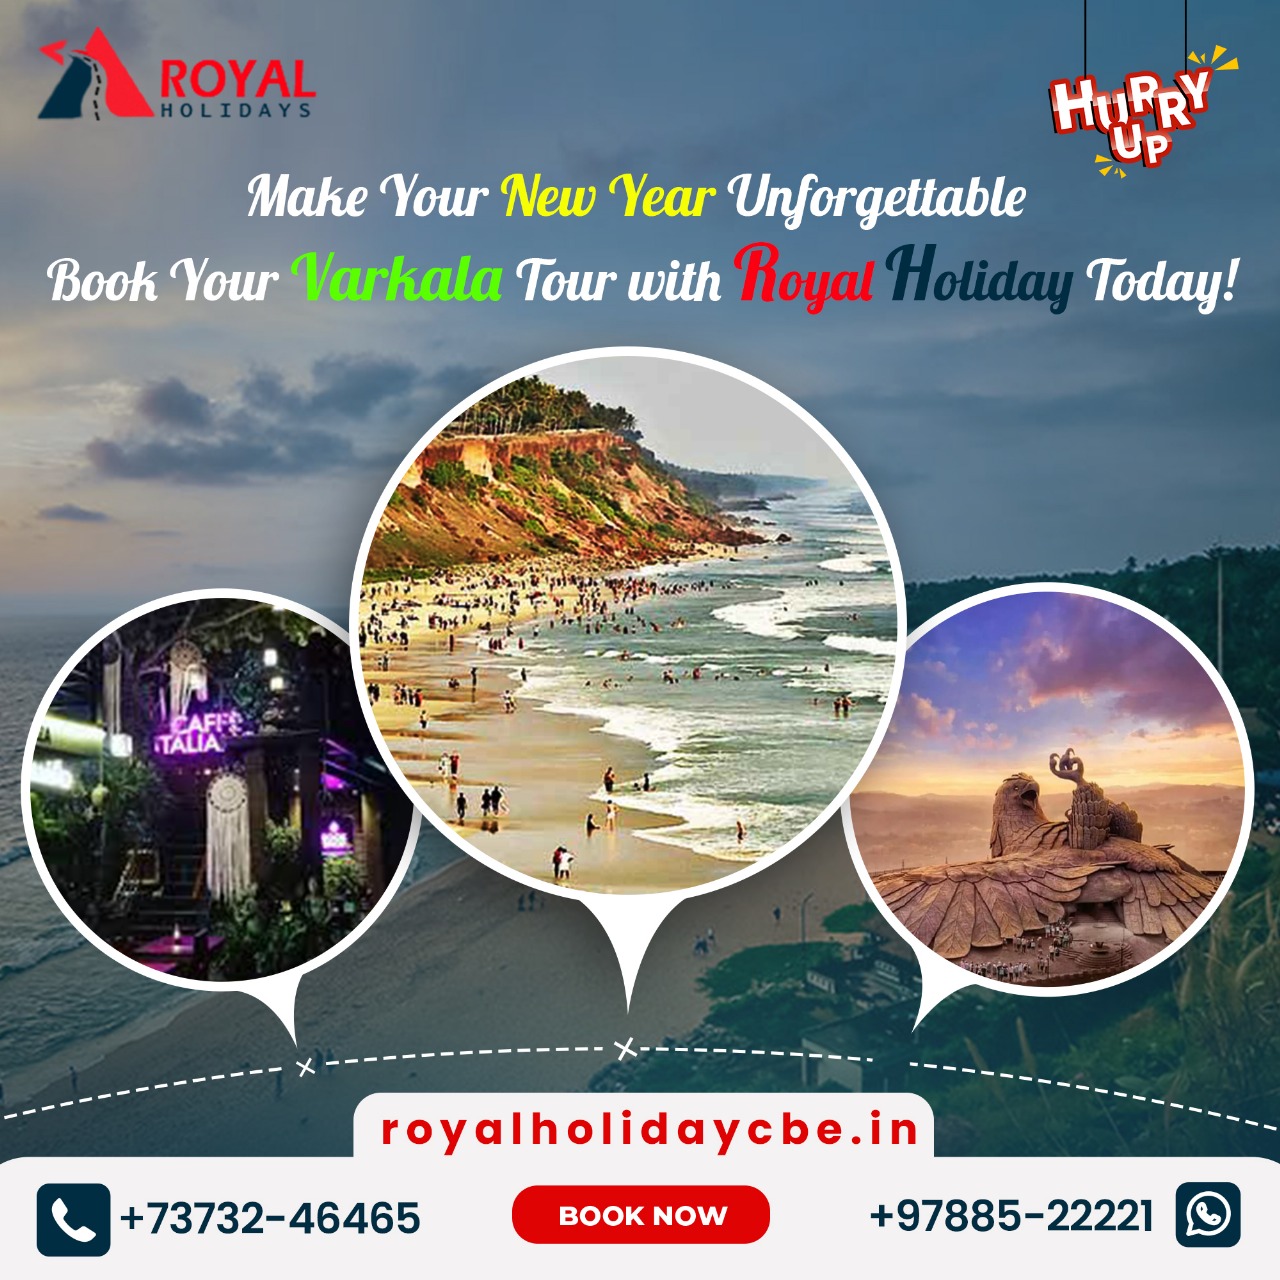 ROYAL
HOLIDAYS
HURRY
UP
Make Your New Year Unforgettable
Book Your Varkala Tour with Royal Holiday Today!
CAFFE
ITALIA
royalholidaycbe.in
+73732-46465
BOOK NOW
+97885-22221